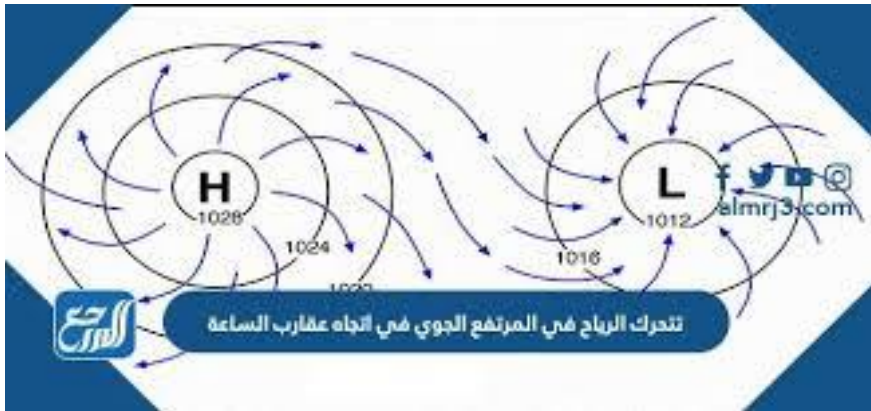 H
1028
1024
L
1012
1016
almrj3.com
المرجع
تتحرك الرياح في المرتفع الجوي في اتجاه عقارب الساعة